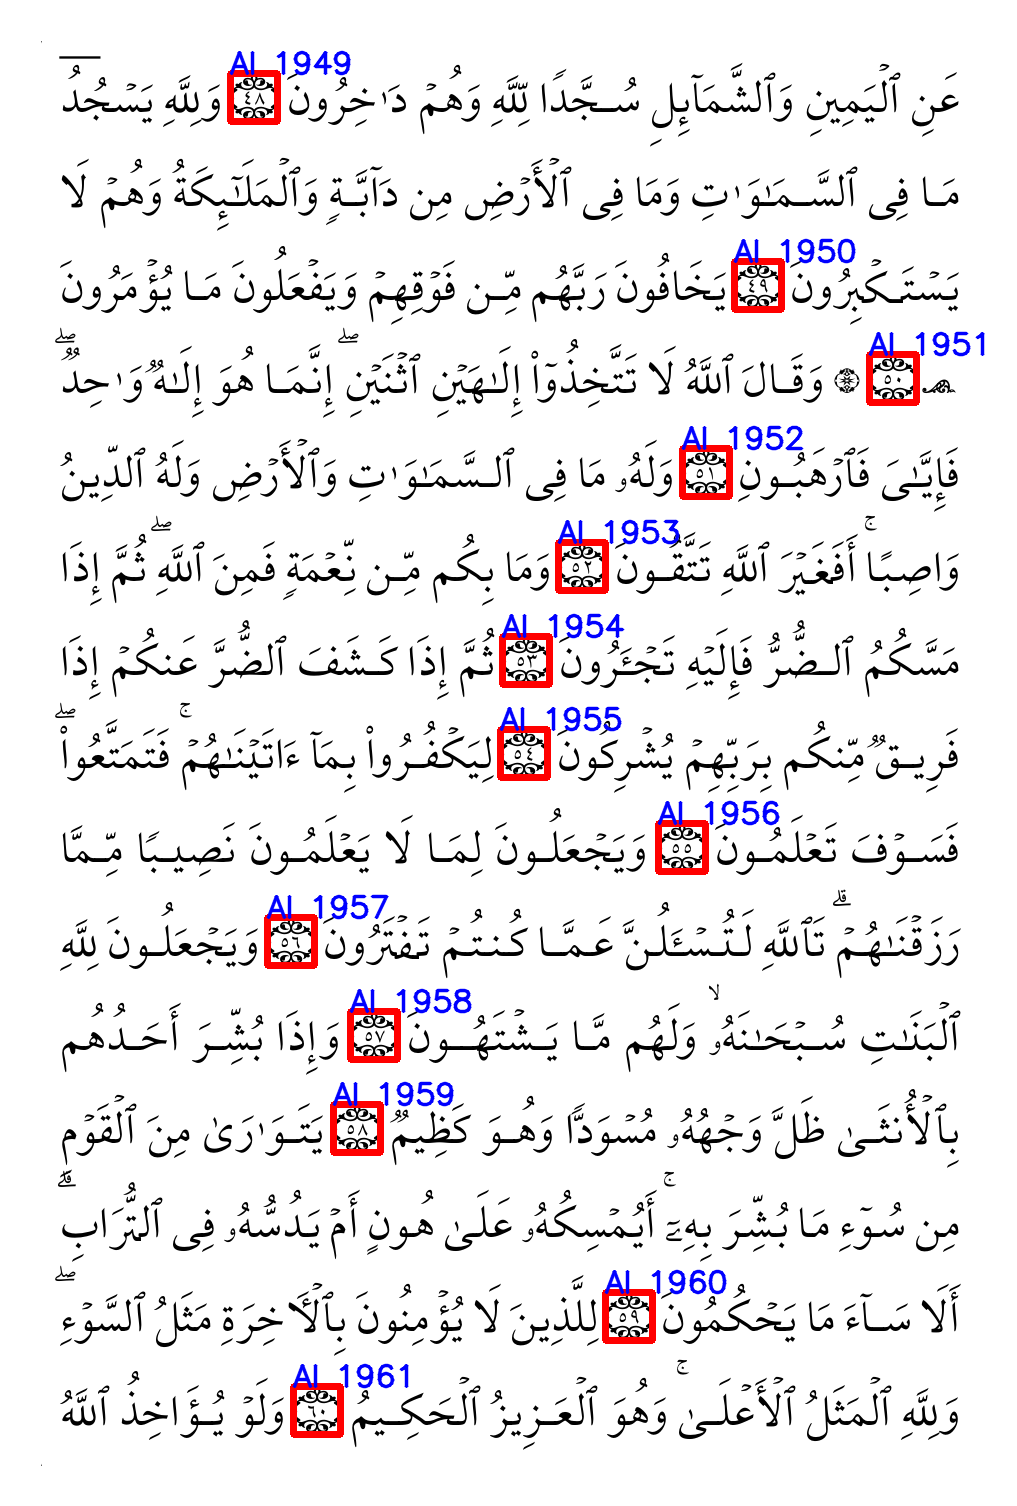 AI 1949
عَنِ ٱلْيَمِينِ وَٱلشَّمَآئِلِ سُجَّدًا لِّلَّهِ وَهُمْ دَٰخِرُونَ ٤٨ وَلِلَّهِ يَسْجُدُ
مَا فِى ٱلسَّمَٰوَٰتِ وَمَا فِى ٱلْأَرْضِ مِن دَآبَّةٍ وَٱلْمَلَٰٓئِكَةُ وَهُمْ لَا
AI 1950
يَسْتَكْبِرُونَ ٤٩ يَخَافُونَ رَبَّهُم مِّن فَوْقِهِمْ وَيَفْعَلُونَ مَا يُؤْمَرُونَ
AI 1951
۝ ٥٠ ۞ وَقَالَ ٱللَّهُ لَا تَتَّخِذُوٓا۟ إِلَٰهَيْنِ ٱثْنَيْنِ ۖ إِنَّمَا هُوَ إِلَٰهٌ وَٰحِدٌ ۖ
AI 1952
فَإِيَّٰىَ فَٱرْهَبُونِ ٥١ وَلَهُۥ مَا فِى ٱلسَّمَٰوَٰتِ وَٱلْأَرْضِ وَلَهُ ٱلدِّينُ
AI 1953
وَاصِبًا ۚ أَفَغَيْرَ ٱللَّهِ تَتَّقُونَ ٥٢ وَمَا بِكُم مِّن نِّعْمَةٍ فَمِنَ ٱللَّهِ ۖ ثُمَّ إِذَا
AI 1954
مَسَّكُمُ ٱلضُّرُّ فَإِلَيْهِ تَجْـَٔرُونَ ٥٣ ثُمَّ إِذَا كَشَفَ ٱلضُّرَّ عَنكُمْ إِذَا
AI 1955
فَرِيقٌ مِّنكُم بِرَبِّهِمْ يُشْرِكُونَ ٥٤ لِيَكْفُرُوا۟ بِمَآ ءَاتَيْنَٰهُمْ ۚ فَتَمَتَّعُوا۟ ۖ
AI 1956
فَسَوْفَ تَعْلَمُونَ ٥٥ وَيَجْعَلُونَ لِمَا لَا يَعْلَمُونَ نَصِيبًا مِّمَّا
AI 1957
رَزَقْنَٰهُمْ ۗ تَٱللَّهِ لَتُسْـَٔلُنَّ عَمَّا كُنتُمْ تَفْتَرُونَ ٥٦ وَيَجْعَلُونَ لِلَّهِ
AI 1958
ٱلْبَنَٰتِ سُبْحَٰنَهُۥ ۙ وَلَهُم مَّا يَشْتَهُونَ ٥٧ وَإِذَا بُشِّرَ أَحَدُهُم
AI 1959
بِٱلْأُنثَىٰ ظَلَّ وَجْهُهُۥ مُسْوَدًّا وَهُوَ كَظِيمٌ ٥٨ يَتَوَٰرَىٰ مِنَ ٱلْقَوْمِ
مِن سُوٓءِ مَا بُشِّرَ بِهِۦٓ ۚ أَيُمْسِكُهُۥ عَلَىٰ هُونٍ أَمْ يَدُسُّهُۥ فِى ٱلتُّرَابِ ۗ
AI 1960
أَلَا سَآءَ مَا يَحْكُمُونَ ٥٩ لِلَّذِينَ لَا يُؤْمِنُونَ بِٱلْءَاخِرَةِ مَثَلُ ٱلسَّوْءِ ۖ
AI 1961
وَلِلَّهِ ٱلْمَثَلُ ٱلْأَعْلَىٰ ۚ وَهُوَ ٱلْعَزِيزُ ٱلْحَكِيمُ ٦٠ وَلَوْ يُؤَاخِذُ ٱللَّهُ